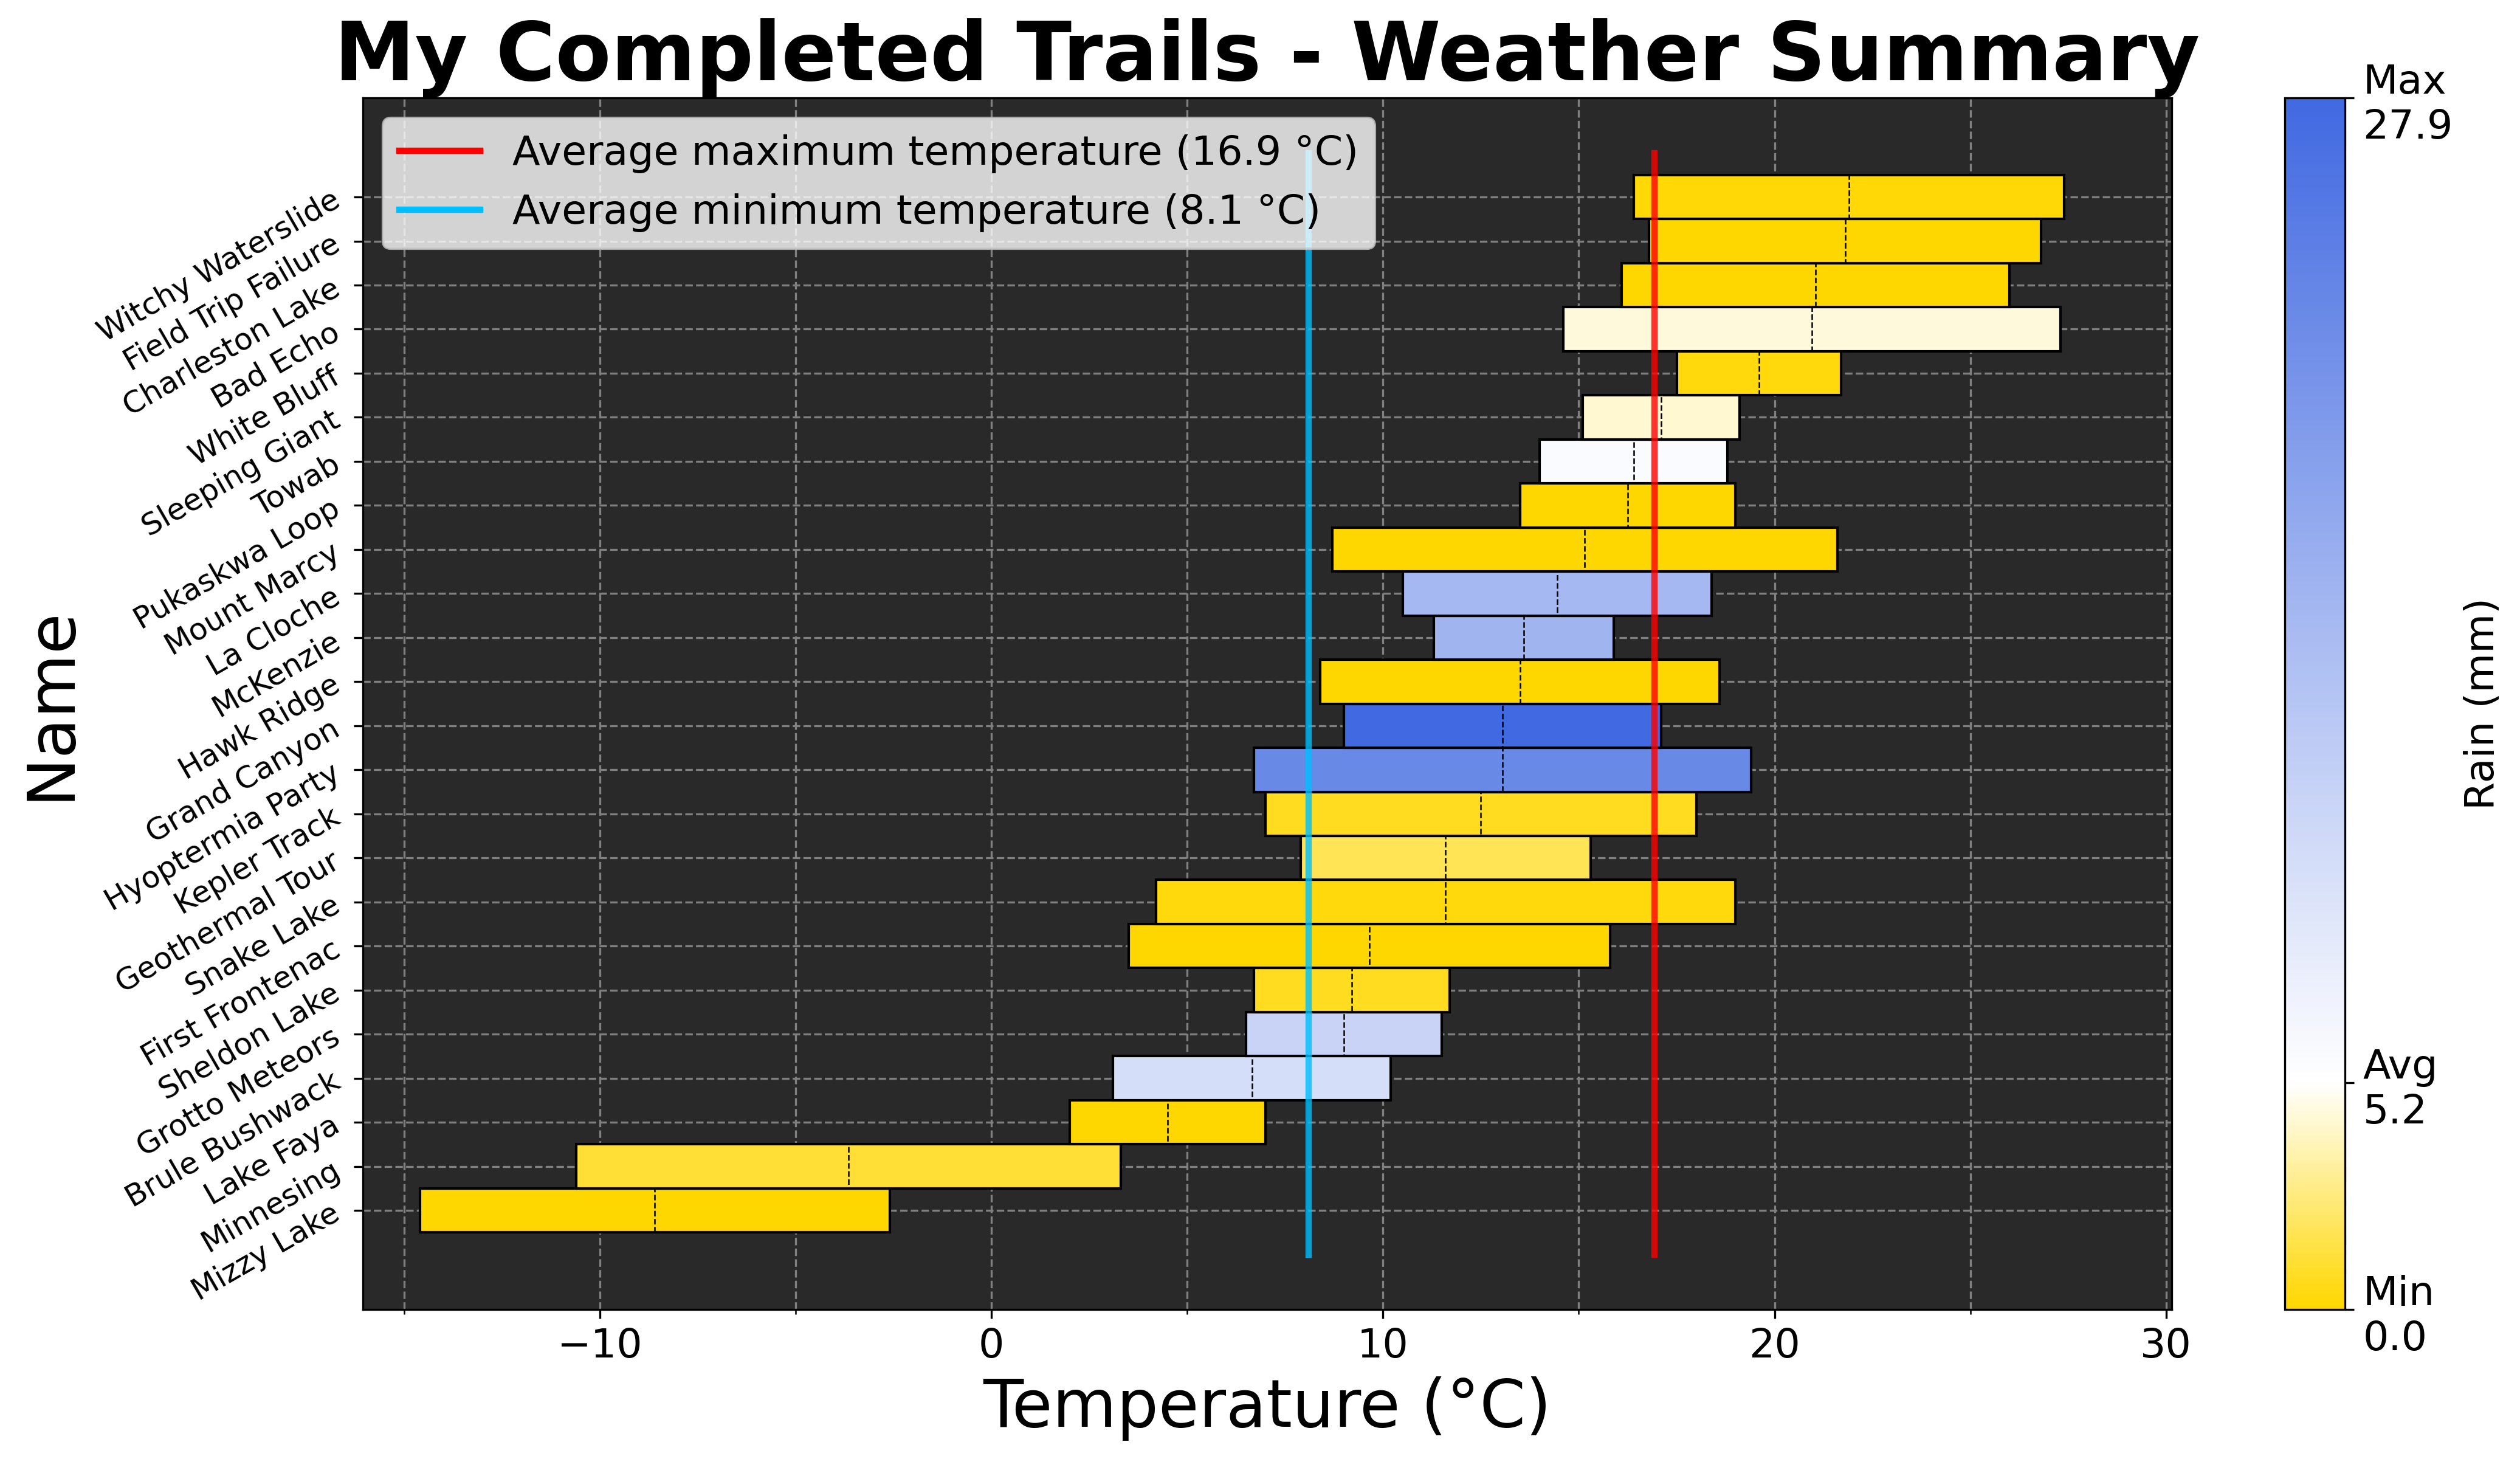 My Completed Trails - Weather Summary
Average maximum temperature (16.9 °C)
Average minimum temperature (8.1 °C)
Name
Witchy Waterslide
Field Trip Failure
Charleston Lake
Bad Echo
White Bluff
Sleeping Giant
Towab
Pukaskwa Loop
Mount Marcy
La Cloche
McKenzie
Hawk Ridge
Grand Canyon
Hyoptermia Party
Kepler Track
Geothermal Tour
Snake Lake
First Frontenac
Sheldon Lake
Grotto Meteors
Brule Bushwack
Lake Faya
Minnesing
Mizzy Lake
−10 0 10 20 30
Temperature (°C)
Max
27.9
Avg
5.2
Min
0.0
Rain (mm)